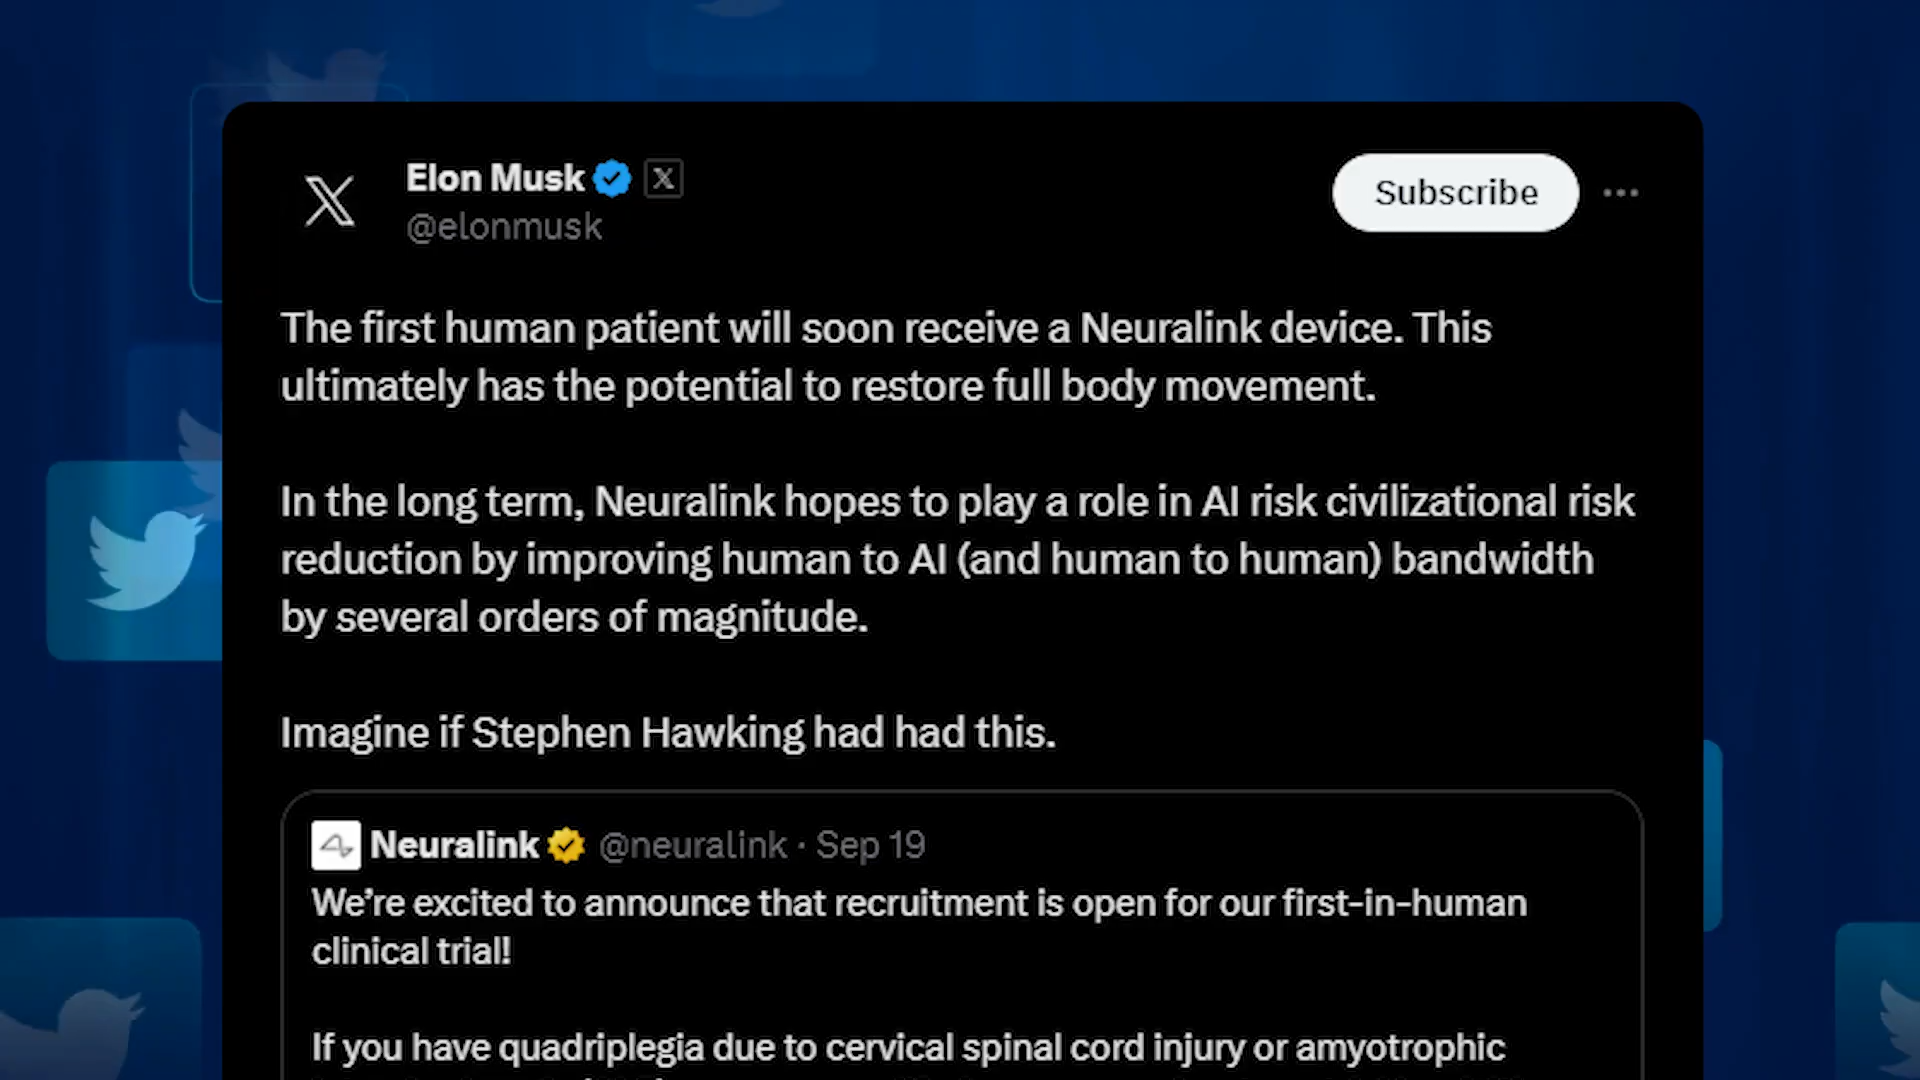 Elon Musk
@elonmusk
Subscribe
The first human patient will soon receive a Neuralink device. This
ultimately has the potential to restore full body movement.
In the long term, Neuralink hopes to play a role in AI risk civilizational risk
reduction by improving human to AI (and human to human) bandwidth
by several orders of magnitude.
Imagine if Stephen Hawking had had this.
Neuralink @neuralink · Sep 19
We’re excited to announce that recruitment is open for our first-in-human
clinical trial!
If you have quadriplegia due to cervical spinal cord injury or amyotrophic